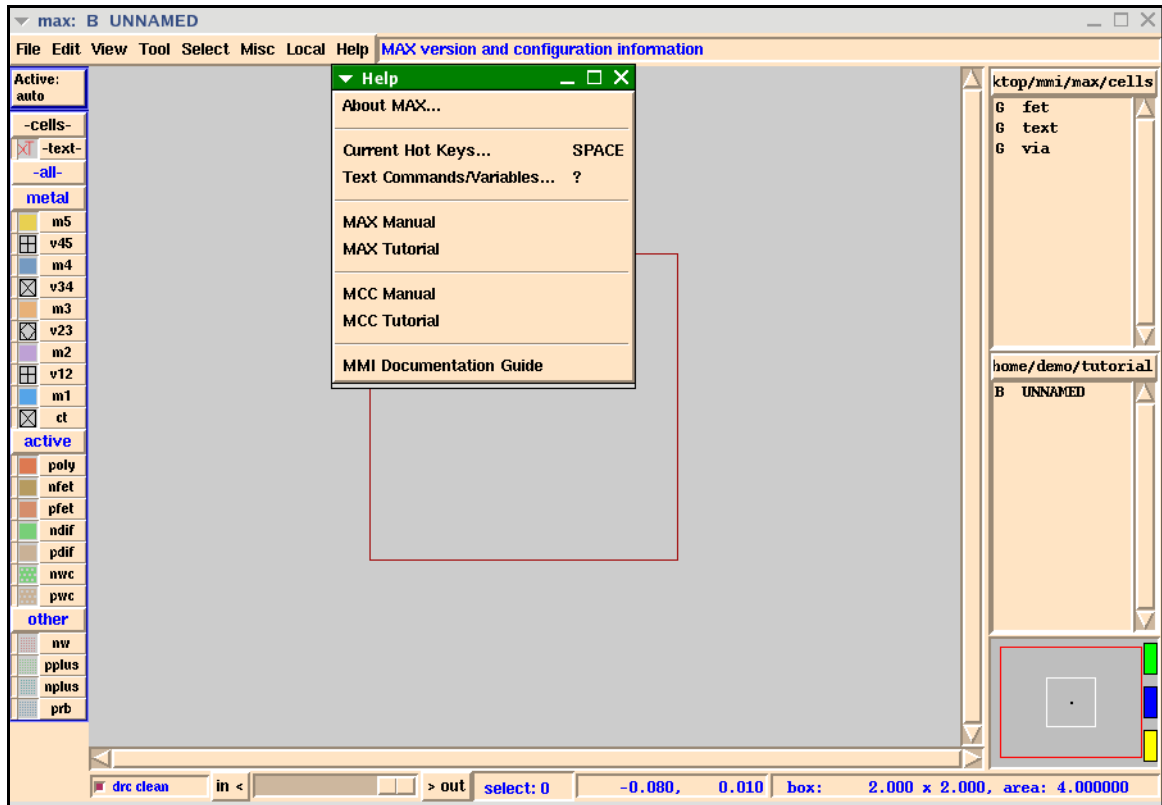 max: B UNNAMED
File Edit View Tool Select Misc Local Help MAX version and configuration information
Active:
auto
-cells-
xT -text-
-all-
metal
m5
v45
m4
v34
m3
v23
m2
v12
m1
ct
active
poly
nfet
pfet
ndif
pdif
nwc
pwc
other
nw
pplus
nplus
prb
Help
About MAX...
Current Hot Keys... SPACE
Text Commands/Variables... ?
MAX Manual
MAX Tutorial
MCC Manual
MCC Tutorial
MMI Documentation Guide
ktop/mmi/max/cells
G fet
G text
G via
home/demo/tutorial
B UNNAMED
drc clean in < > out select: 0 -0.080, 0.010 box: 2.000 x 2.000, area: 4.000000